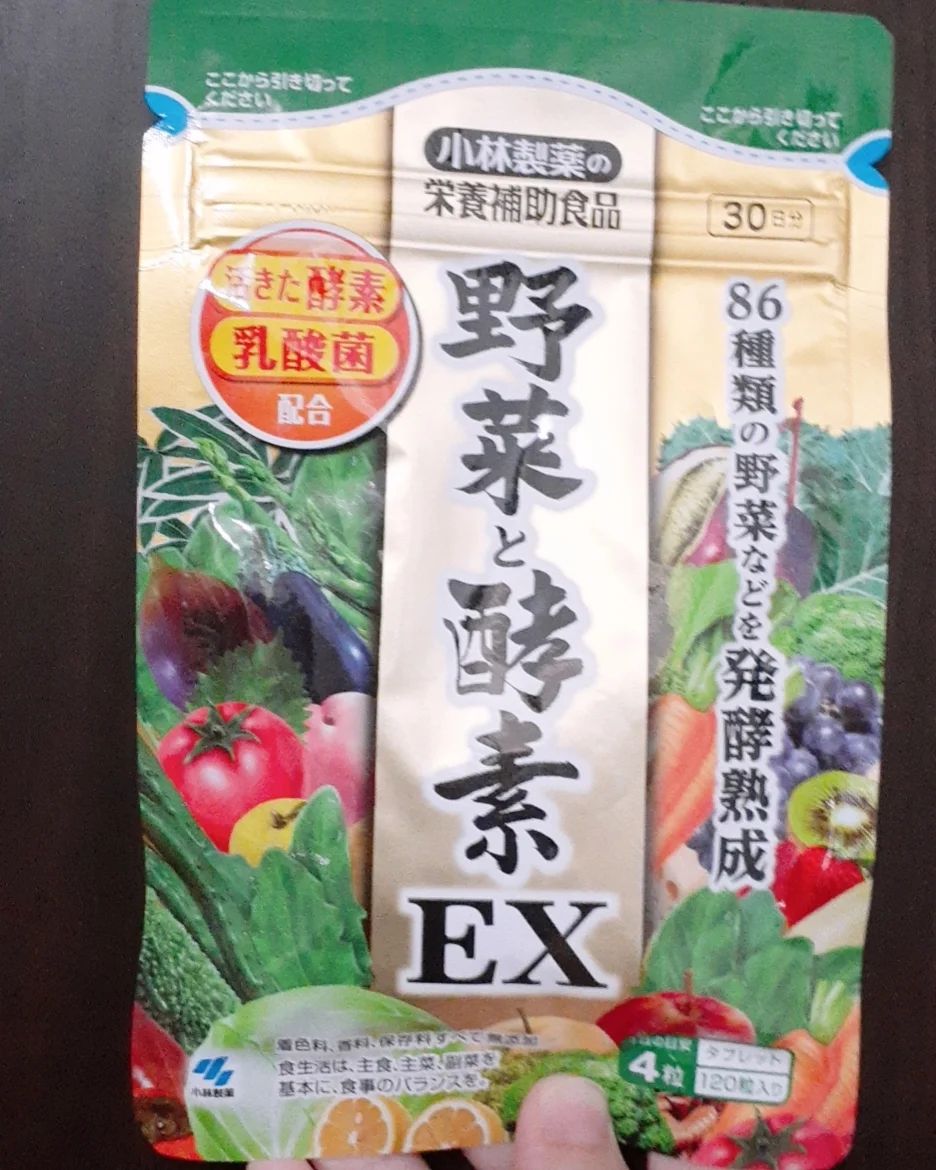 ここから引き切って
ください
ここから引き切って
ください
小林製薬の
栄養補助食品
30日分
活きた酵素
乳酸菌
配合
野菜と酵素
EX
86種類の野菜などを発酵熟成
着色料、香料、保存料すべて無添加
食生活は、主食、主菜、副菜を
基本に、食事のバランスを。
小林製薬
1日の目安
4粒
タブレット
120粒入り